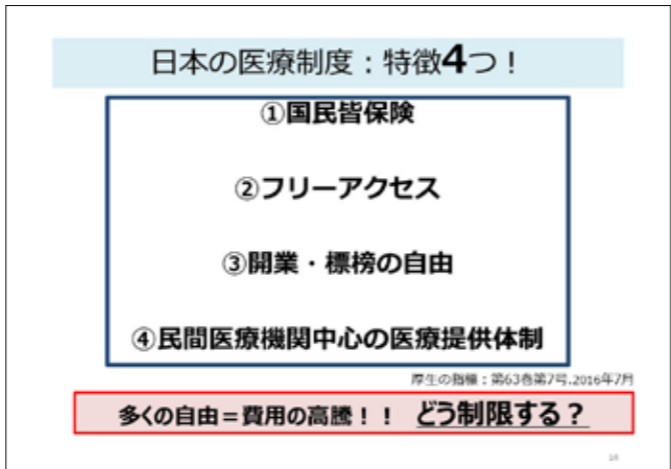 日本の医療制度：特徴4つ！
①国民皆保険
②フリーアクセス
③開業・標榜の自由
④民間医療機関中心の医療提供体制
厚生の指標：第63巻第7号,2016年7月
多くの自由＝費用の高騰！！ どう制限する？